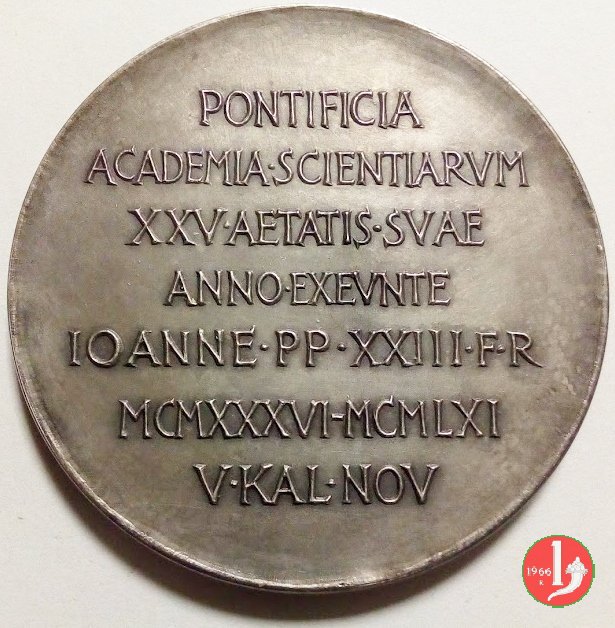 PONTIFICIA
ACADEMIA·SCIENTIARVM
XXV·AETATIS·SVAE
ANNO·EXEVNTE
IOANNE·PP·XXIII·F·R
MCMXXXVI-MCMLXI
V·KAL·NOV
1966
R